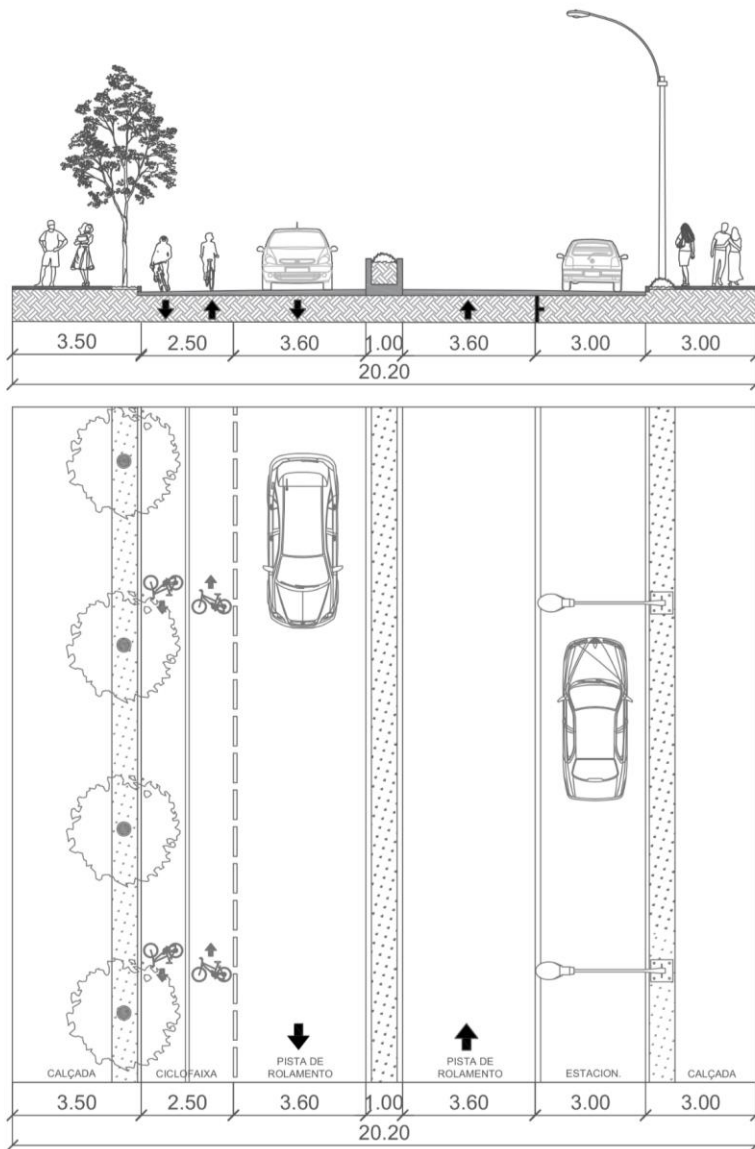 3.50 2.50 3.60 1.00 3.60 3.00 3.00
20.20
CALÇADA CICLOFAIXA PISTA DE ROLAMENTO PISTA DE ROLAMENTO ESTACION. CALÇADA
3.50 2.50 3.60 1.00 3.60 3.00 3.00
20.20